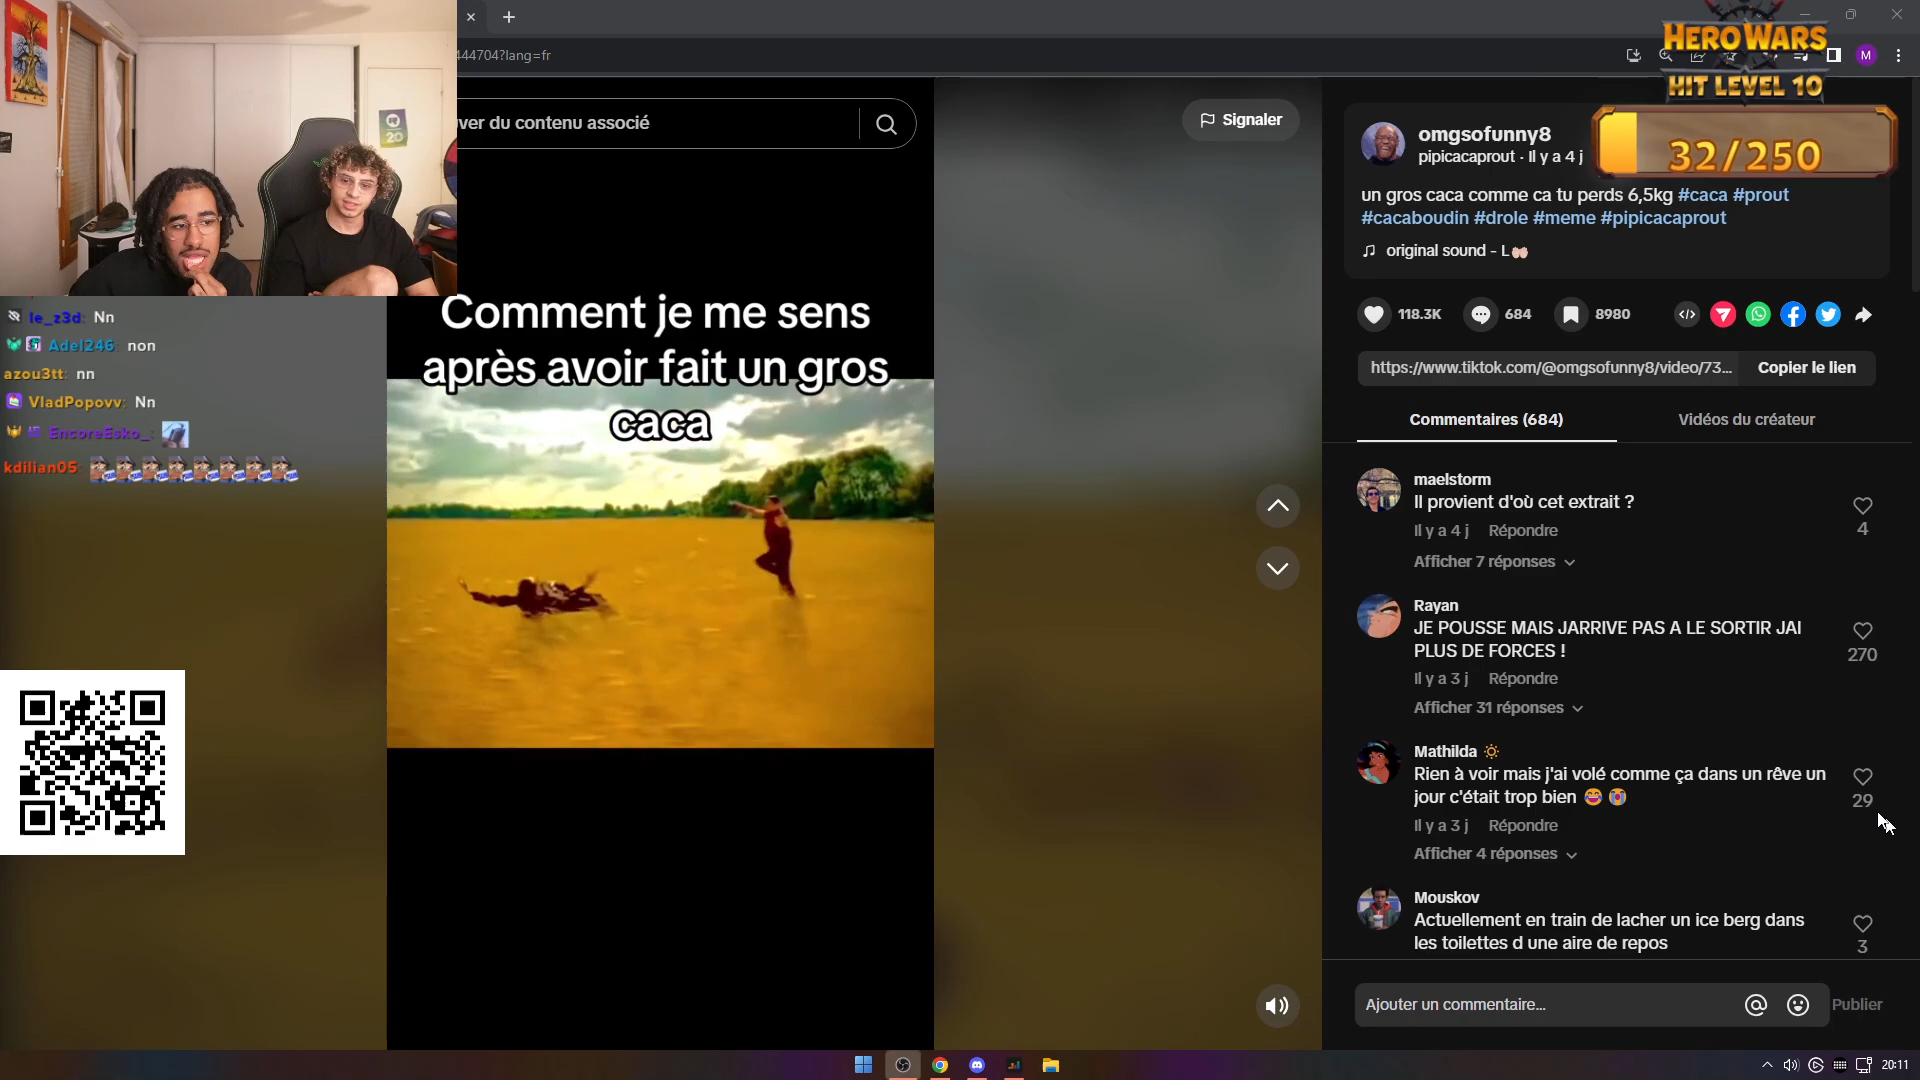 444704?lang=fr
M
HERO WARS
HIT LEVEL 10
32/250
20
ver du contenu associé
Signaler
omgsofunny8
pipicacaprout · Il y a 4 j
un gros caca comme ca tu perds 6,5kg #caca #prout
#cacaboudin #drole #meme #pipicacaprout
original sound - L
118.3K
684
8980
https://www.tiktok.com/@omgsofunny8/video/73...
Copier le lien
Commentaires (684)
Vidéos du créateur
le_z3d: Nn
Adel246: non
azou3tt: nn
VladPopovv: Nn
EncoreEsko_:
kdilian05:
Comment je me sens
après avoir fait un gros
caca
maelstorm
Il provient d'où cet extrait ?
Il y a 4 j Répondre
4
Afficher 7 réponses
Rayan
JE POUSSE MAIS JARRIVE PAS A LE SORTIR JAI
PLUS DE FORCES !
270
Il y a 3 j Répondre
Afficher 31 réponses
Mathilda
Rien à voir mais j'ai volé comme ça dans un rêve un
jour c'était trop bien
29
Il y a 3 j Répondre
Afficher 4 réponses
Mouskov
Actuellement en train de lacher un ice berg dans
les toilettes d une aire de repos
3
Ajouter un commentaire...
Publier
20:11